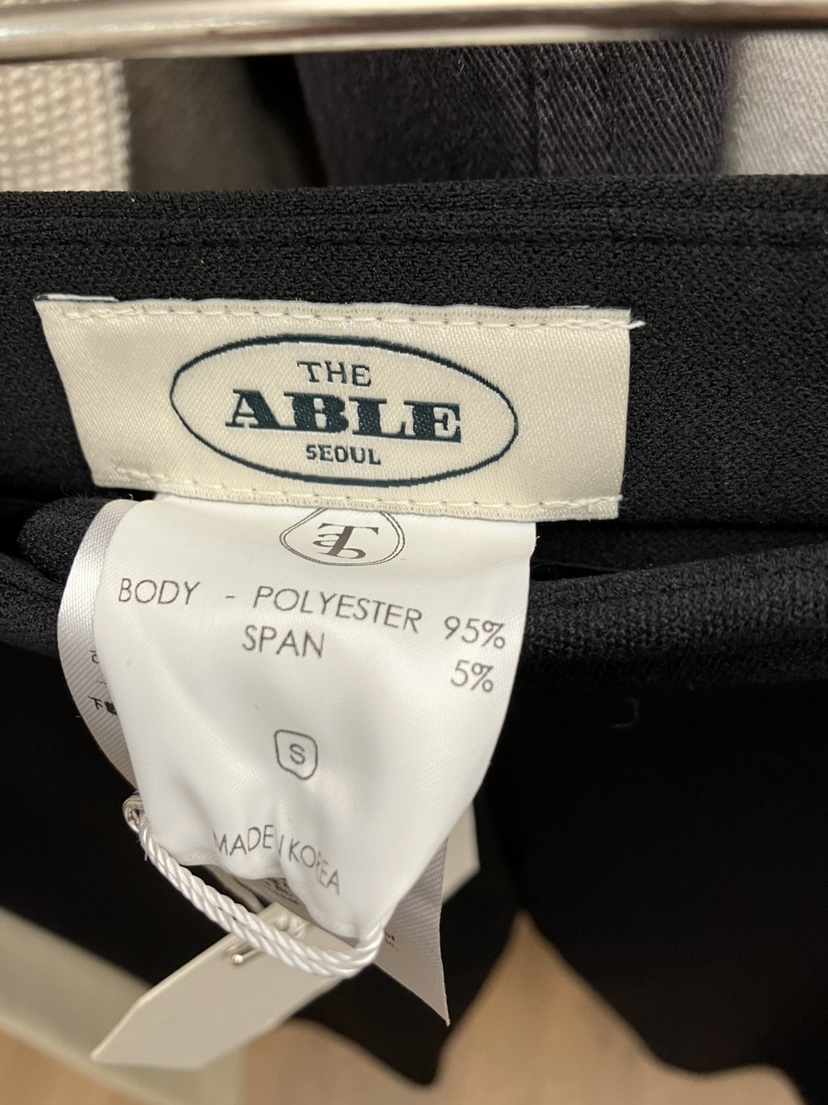 THE
ABLE
SEOUL
BODY - POLYESTER 95%
SPAN 5%
S
MADE IN KOREA